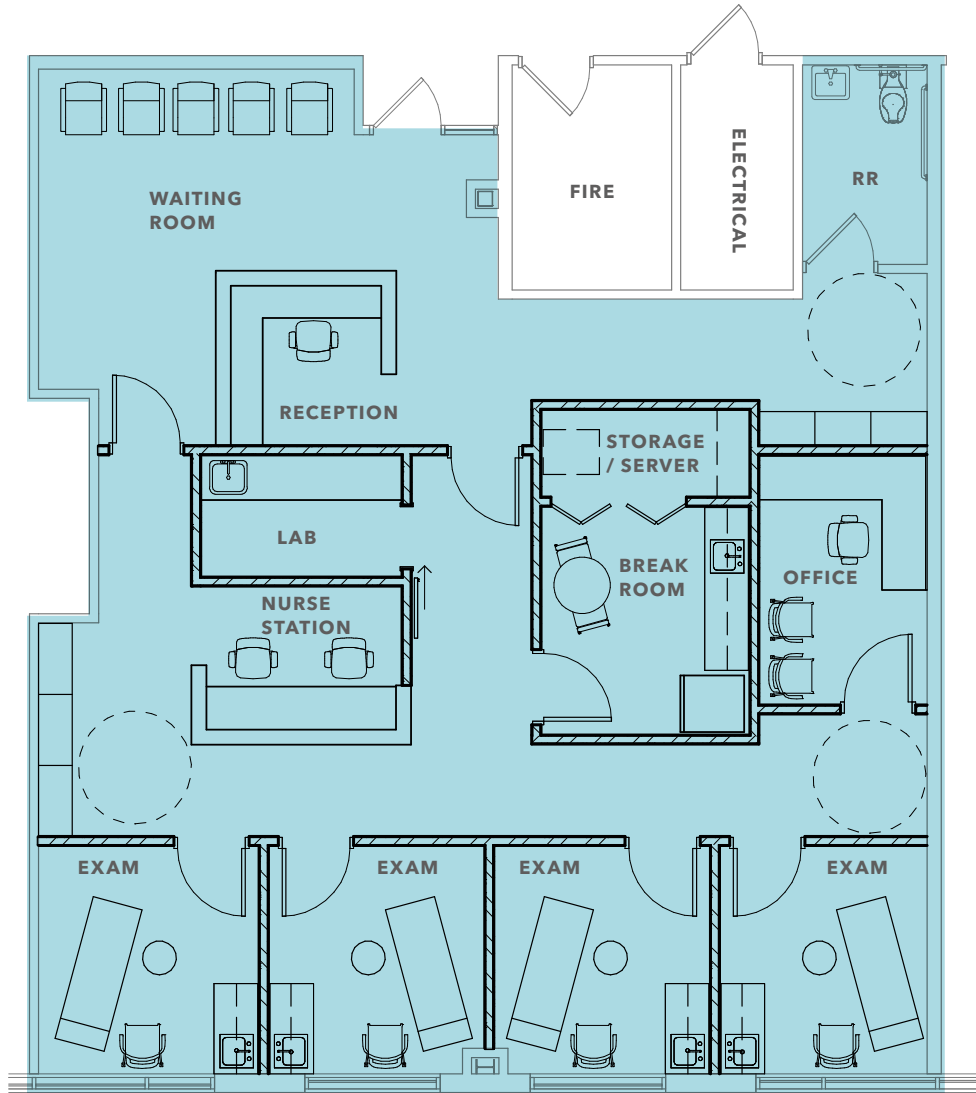 WAITING
ROOM
FIRE
ELECTRICAL
RR
RECEPTION
STORAGE
/ SERVER
LAB
BREAK
ROOM
OFFICE
NURSE
STATION
EXAM
EXAM
EXAM
EXAM